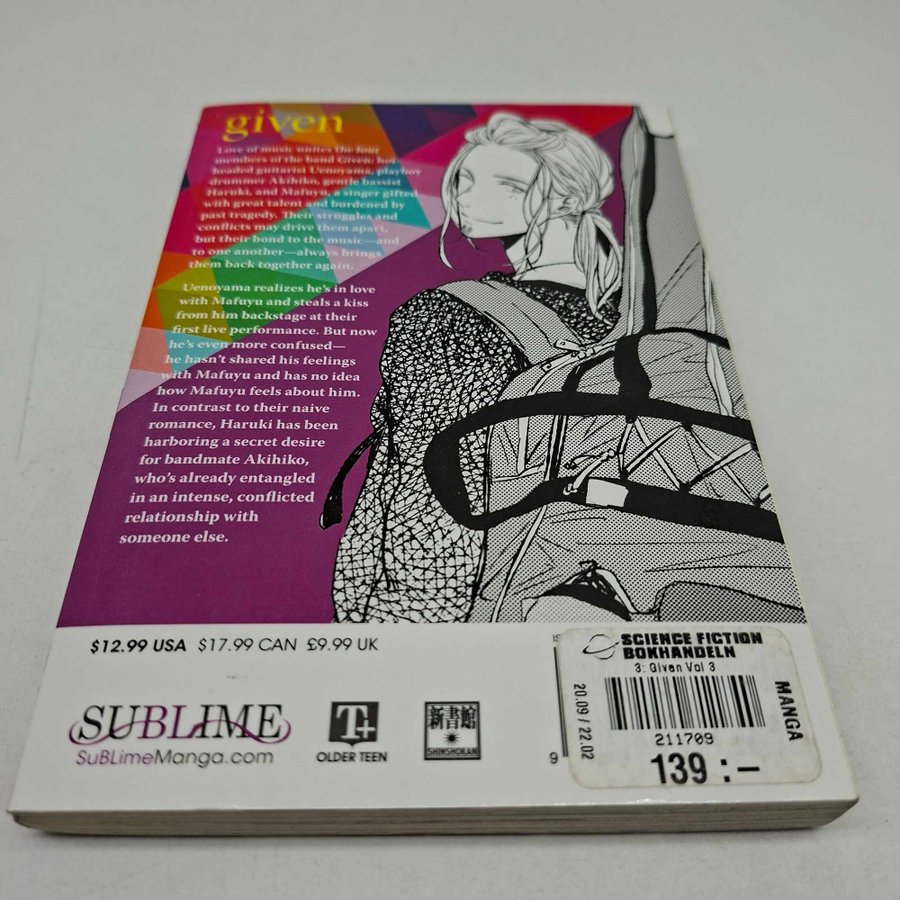 given
Love of music unites the four
members of the band Given: hot-
headed guitarist Uenoyama, playboy
drummer Akihiko, gentle bassist
Haruki, and Mafuyu, a singer gifted
with great talent and burdened by
past tragedy. Their struggles and
conflicts may drive them apart,
but their bond to the music—and
to one another—always brings
them back together again.
Uenoyama realizes he's in love
with Mafuyu and steals a kiss
from him backstage at their
first live performance. But now
he's even more confused—
he hasn't shared his feelings
with Mafuyu and has no idea
how Mafuyu feels about him.
In contrast to their naive
romance, Haruki has been
harboring a secret desire
for bandmate Akihiko,
who's already entangled
in an intense, conflicted
relationship with
someone else.
$12.99 USA $17.99 CAN £9.99 UK
SUBLIME
SuBLimeManga.com
T+
OLDER TEEN
新書館
SHINSHOKAN
IS
9
SCIENCE FICTION
BOKHANDELN
3: Given Vol 3
20.09 / 22.02
MANGA
211709
139:-